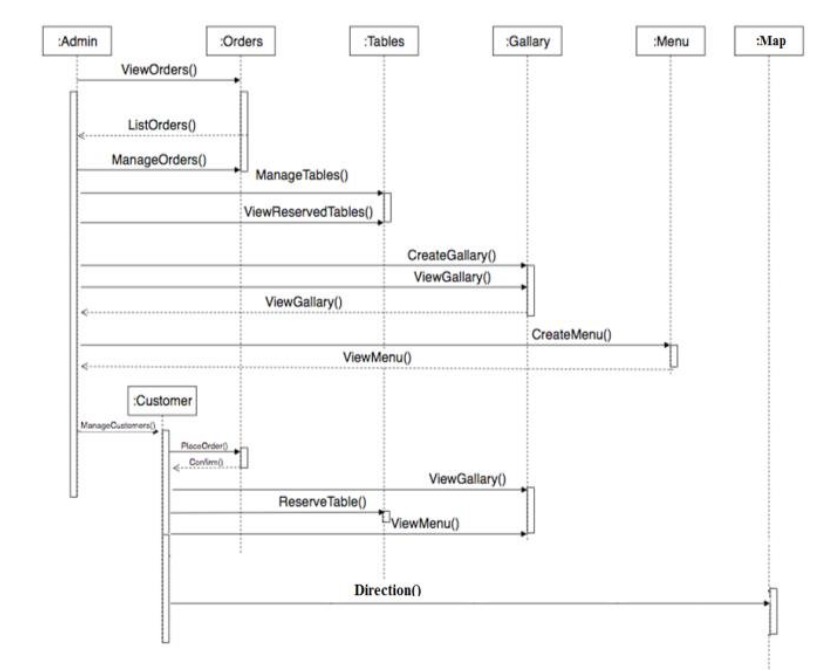 :Admin
:Orders
:Tables
:Gallary
:Menu
:Map
ViewOrders()
ListOrders()
ManageOrders()
ManageTables()
ViewReservedTables()
CreateGallary()
ViewGallary()
ViewGallary()
CreateMenu()
ViewMenu()
:Customer
ManageCustomers()
PlaceOrder()
Confirm()
ViewGallary()
ReserveTable()
ViewMenu()
Direction()